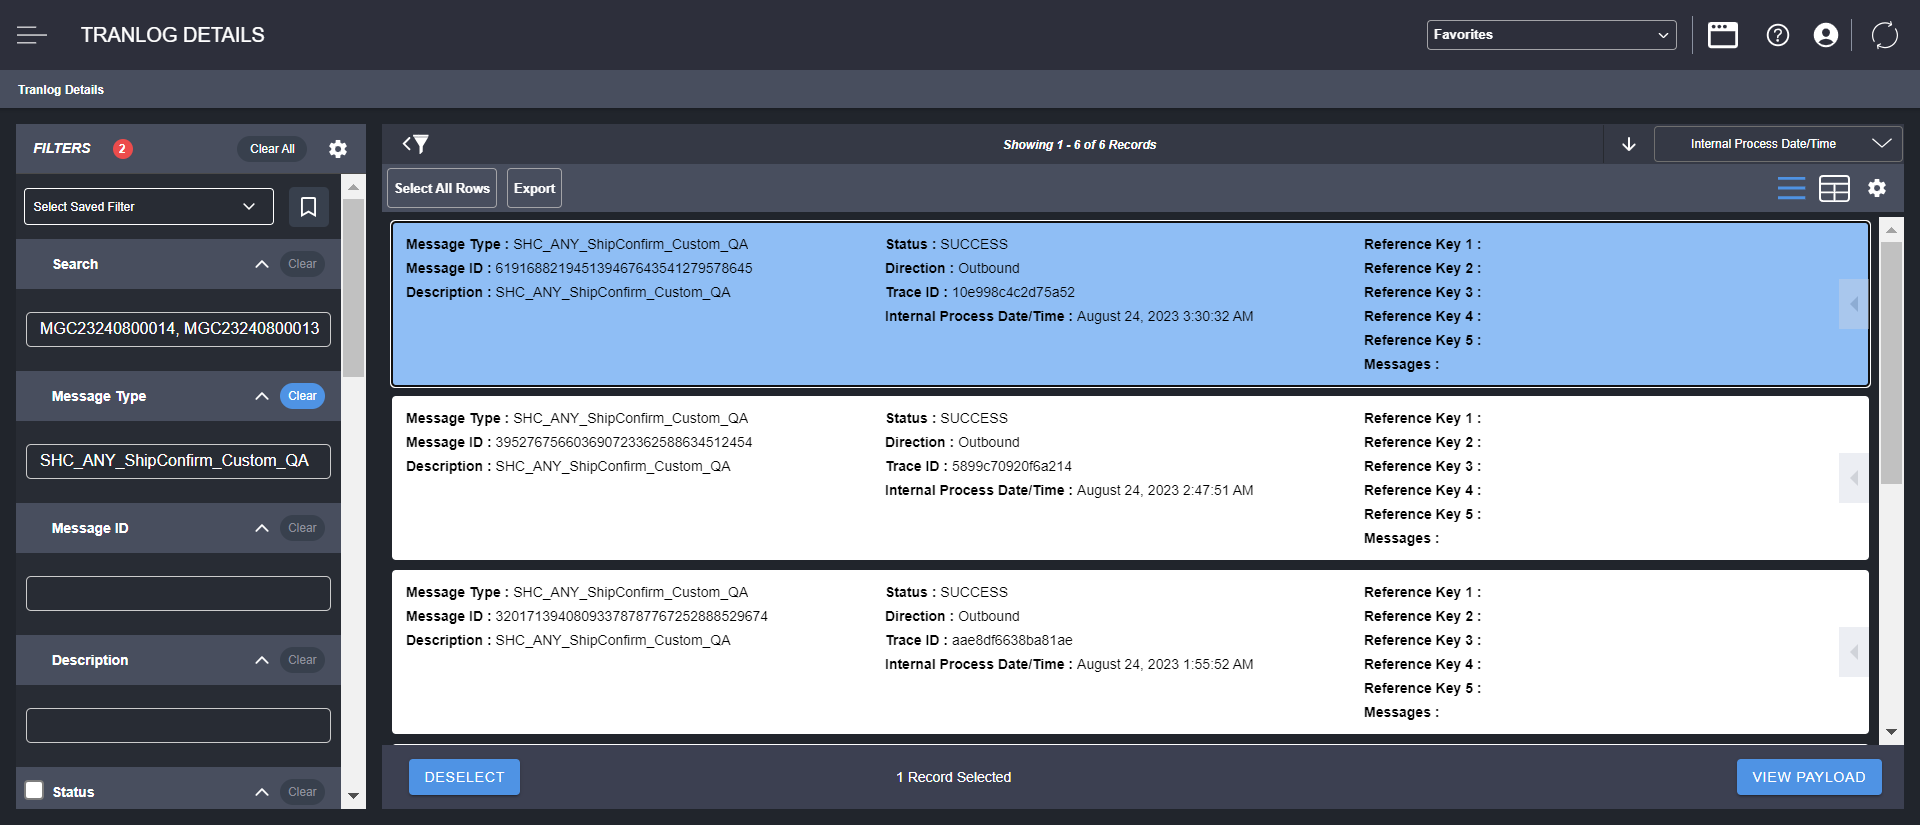 TRANLOG DETAILS
Favorites
Tranlog Details
FILTERS 2 Clear All
Select Saved Filter
Search Clear
MGC23240800014, MGC23240800013
Message Type Clear
SHC_ANY_ShipConfirm_Custom_QA
Message ID Clear
Description Clear
Status Clear
Showing 1 - 6 of 6 Records
Internal Process Date/Time
Select All Rows Export
Message Type : SHC_ANY_ShipConfirm_Custom_QA
Message ID : 61916882194513946764354127957​8645
Description : SHC_ANY_ShipConfirm_Custom_QA
Status : SUCCESS
Direction : Outbound
Trace ID : 10e998c4c2d75a52
Internal Process Date/Time : August 24, 2023 3:30:32 AM
Reference Key 1 :
Reference Key 2 :
Reference Key 3 :
Reference Key 4 :
Reference Key 5 :
Messages :
Message Type : SHC_ANY_ShipConfirm_Custom_QA
Message ID : 395276756603690723362588634512454
Description : SHC_ANY_ShipConfirm_Custom_QA
Status : SUCCESS
Direction : Outbound
Trace ID : 5899c70920f6a214
Internal Process Date/Time : August 24, 2023 2:47:51 AM
Reference Key 1 :
Reference Key 2 :
Reference Key 3 :
Reference Key 4 :
Reference Key 5 :
Messages :
Message Type : SHC_ANY_ShipConfirm_Custom_QA
Message ID : 32017139408093378787767252888529674
Description : SHC_ANY_ShipConfirm_Custom_QA
Status : SUCCESS
Direction : Outbound
Trace ID : aae8df6638ba81ae
Internal Process Date/Time : August 24, 2023 1:55:52 AM
Reference Key 1 :
Reference Key 2 :
Reference Key 3 :
Reference Key 4 :
Reference Key 5 :
Messages :
DESELECT
1 Record Selected
VIEW PAYLOAD